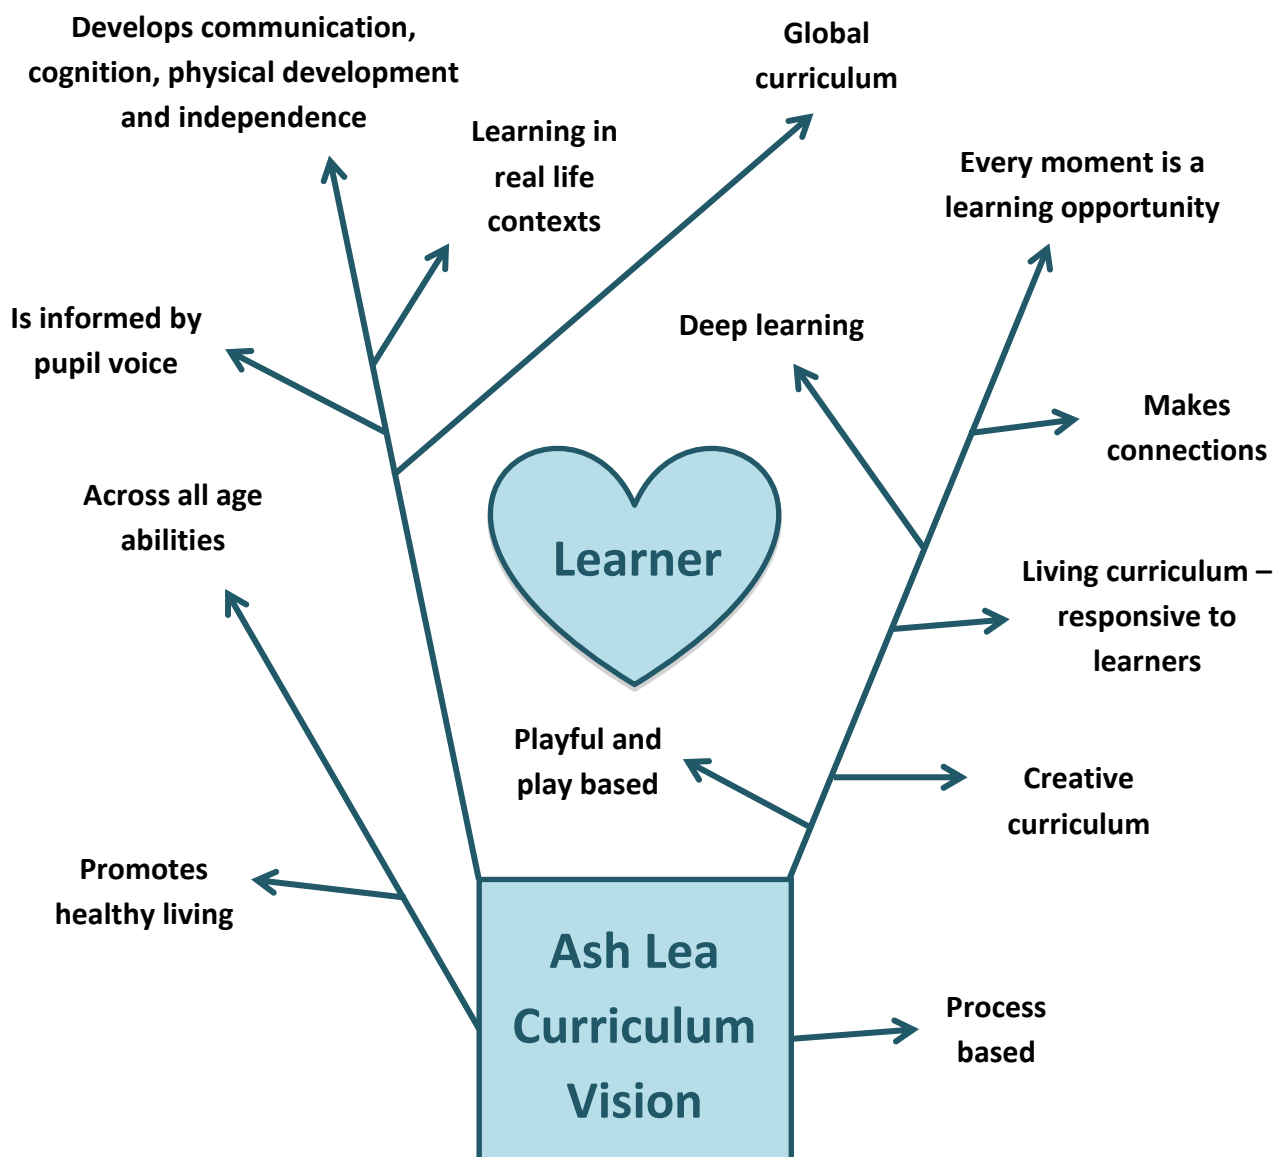 Develops communication,
cognition, physical development
and independence
Global
curriculum
Learning in
real life
contexts
Every moment is a
learning opportunity
Is informed by
pupil voice
Deep learning
Makes
connections
Across all age
abilities
Learner
Living curriculum –
responsive to
learners
Playful and
play based
Creative
curriculum
Promotes
healthy living
Ash Lea
Curriculum
Vision
Process
based